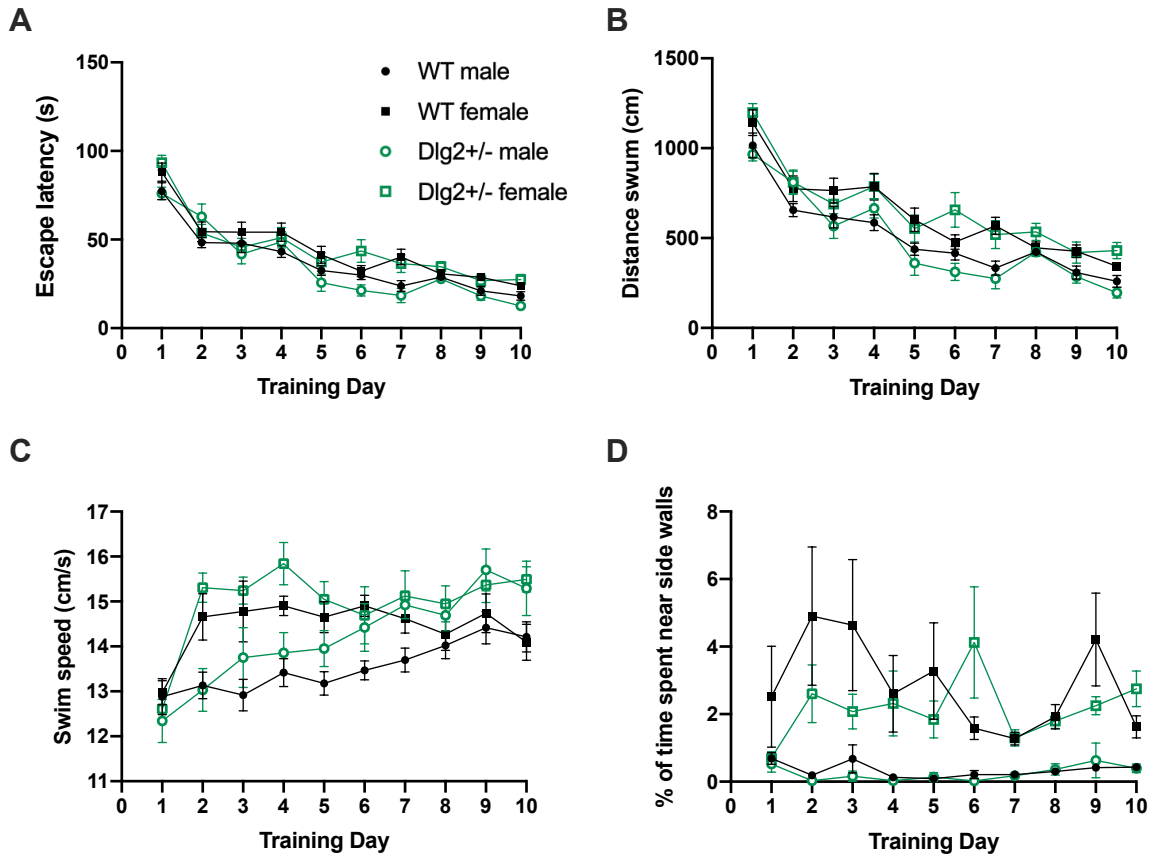 A
Escape latency (s)
150
100
50
0
0 1 2 3 4 5 6 7 8 9 10
Training Day
WT male
WT female
Dlg2+/- male
Dlg2+/- female
B
Distance swum (cm)
1500
1000
500
0
0 1 2 3 4 5 6 7 8 9 10
Training Day
C
Swim speed (cm/s)
17
16
15
14
13
12
11
0 1 2 3 4 5 6 7 8 9 10
Training Day
D
% of time spent near side walls
8
6
4
2
0
0 1 2 3 4 5 6 7 8 9 10
Training Day